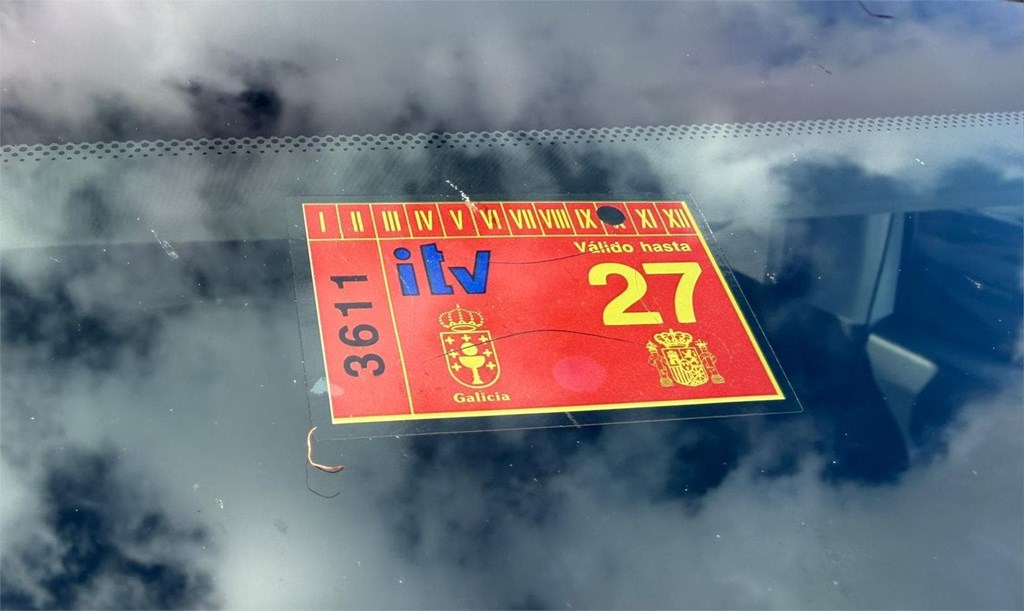 I II III IV V VI VII VIII IX XI XII
Válido hasta
itv
27
3611
Galicia